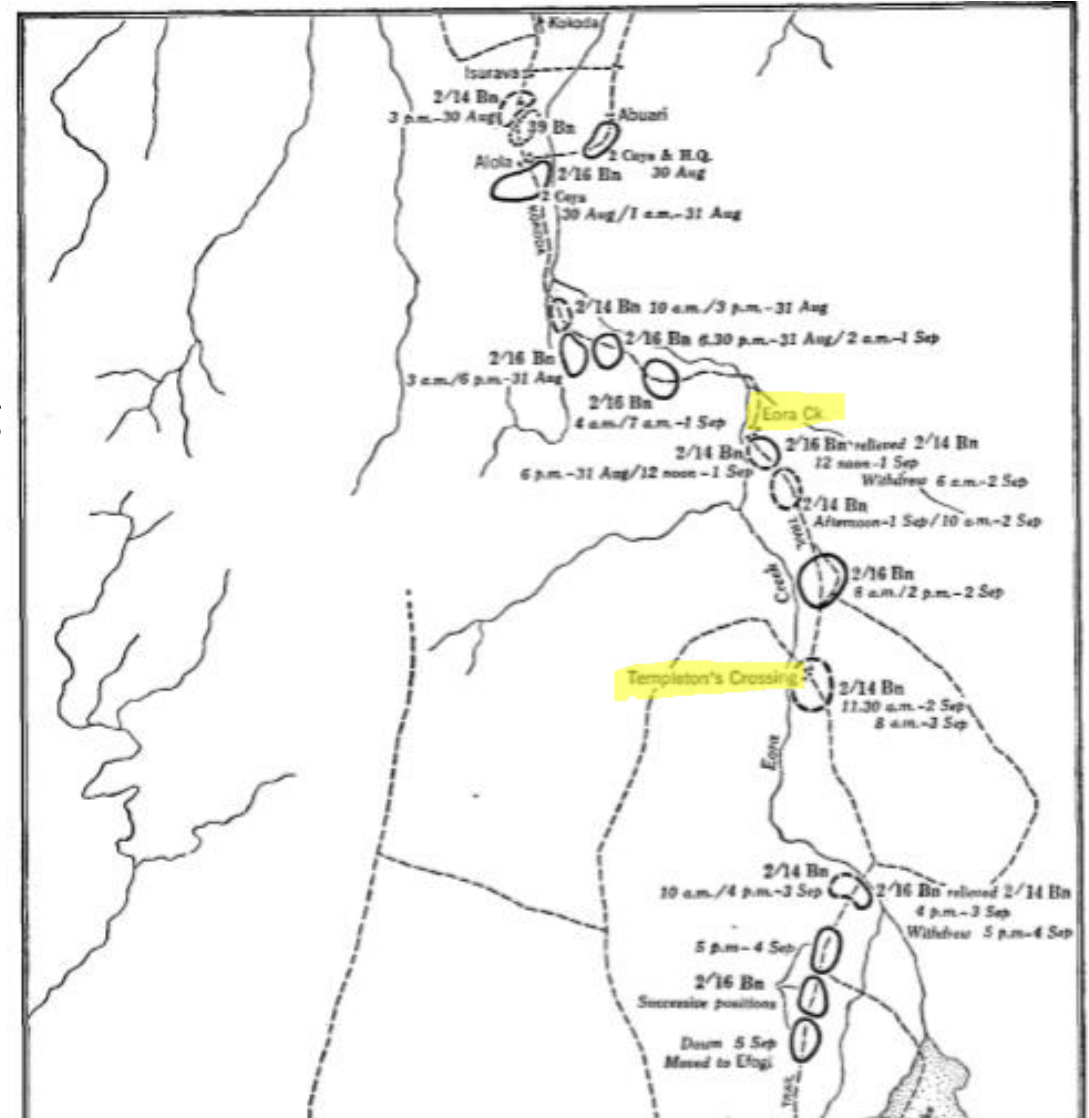 Kokoda
Isurava
2/14 Bn
3 p.m.-30 Aug
39 Bn
Abuari
2 Coys & H.Q.
30 Aug
Alola
2/16 Bn
2 Coys
30 Aug/1 a.m.-31 Aug
KOKODA
2/14 Bn 10 a.m./3 p.m.-31 Aug
2/16 Bn 6.30 p.m.-31 Aug/2 a.m.-1 Sep
2/16 Bn
3 a.m./6 p.m.-31 Aug
2/16 Bn
4 a.m./7 a.m.-1 Sep
Eora Ck.
2/14 Bn
6 p.m.-31 Aug/12 noon-1 Sep
2/16 Bn relieved 2/14 Bn
12 noon-1 Sep
Withdrew 6 a.m.-2 Sep
2/14 Bn
Afternoon-1 Sep/10 a.m.-2 Sep
TRAIL
Creek
2/16 Bn
/2 p.m.-2 Sep
Templeton's Crossing
2/14 Bn
11.30 a.m.-2 Sep
8 a.m.-3 Sep
Eora
2/14 Bn
10 a.m./4 p.m.-3 Sep
2/16 Bn relieved 2/14 Bn
4 p.m.-3 Sep
Withdrew 5 p.m-4 Sep
5 p.m-4 Sep
2/16 Bn
Successive positions
Dawn 5 Sep
Moved to Efogi
TRAIL